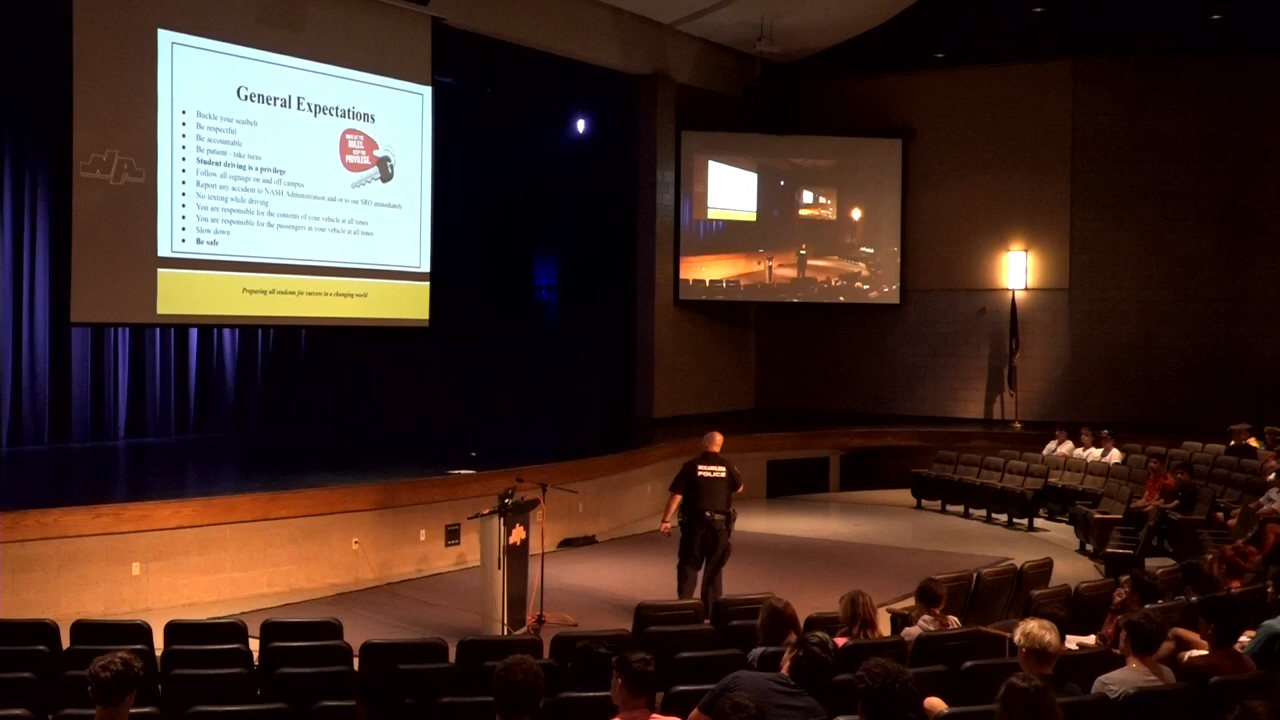 General Expectations
• Buckle your seatbelt
• Be respectful
• Be accountable
• Be patient - take turns
• Student driving is a privilege
• Follow all signage on and off campus
• Report any accident to NASH Administration and/or to our SRO immediately
• No texting while driving
• You are responsible for the contents of your vehicle at all times
• You are responsible for the passengers in your vehicle at all times
• Slow down
• Be safe
RULES.
KEEP THE
PRIVILEGE.
Preparing all students for success in a changing world
POLICE